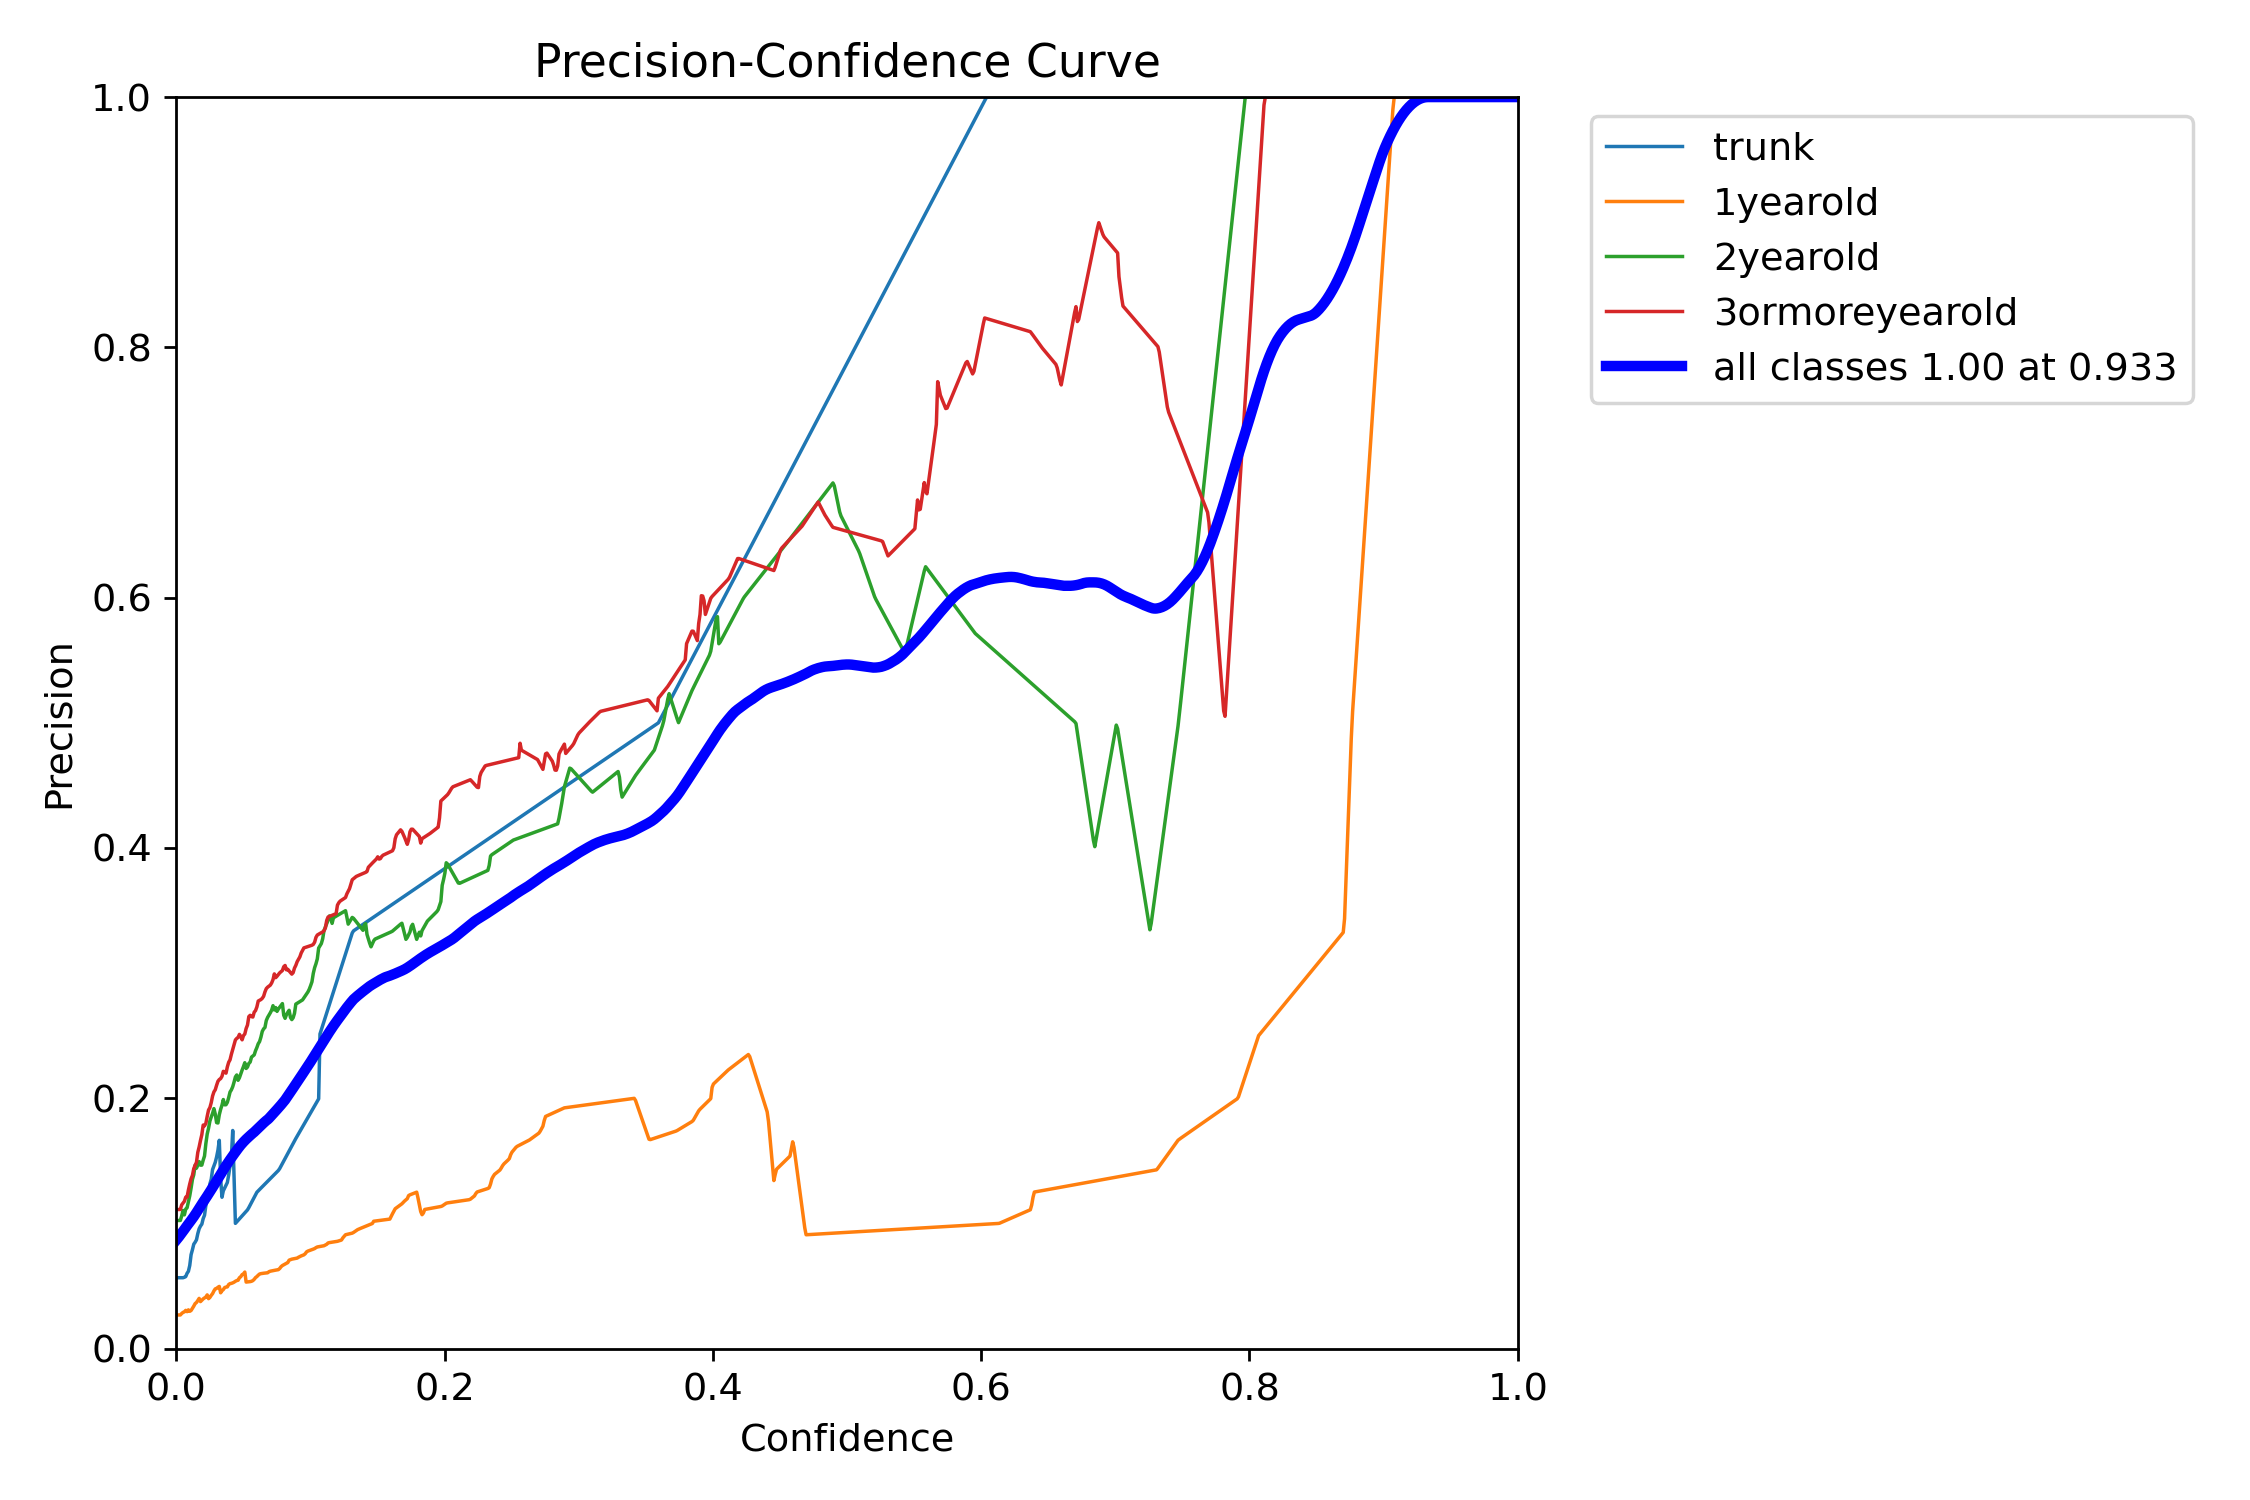 Precision-Confidence Curve
1.0
0.8
0.6
0.4
0.2
0.0
Precision
0.0 0.2 0.4 0.6 0.8 1.0
Confidence
trunk
1yearold
2yearold
3ormoreyearold
all classes 1.00 at 0.933